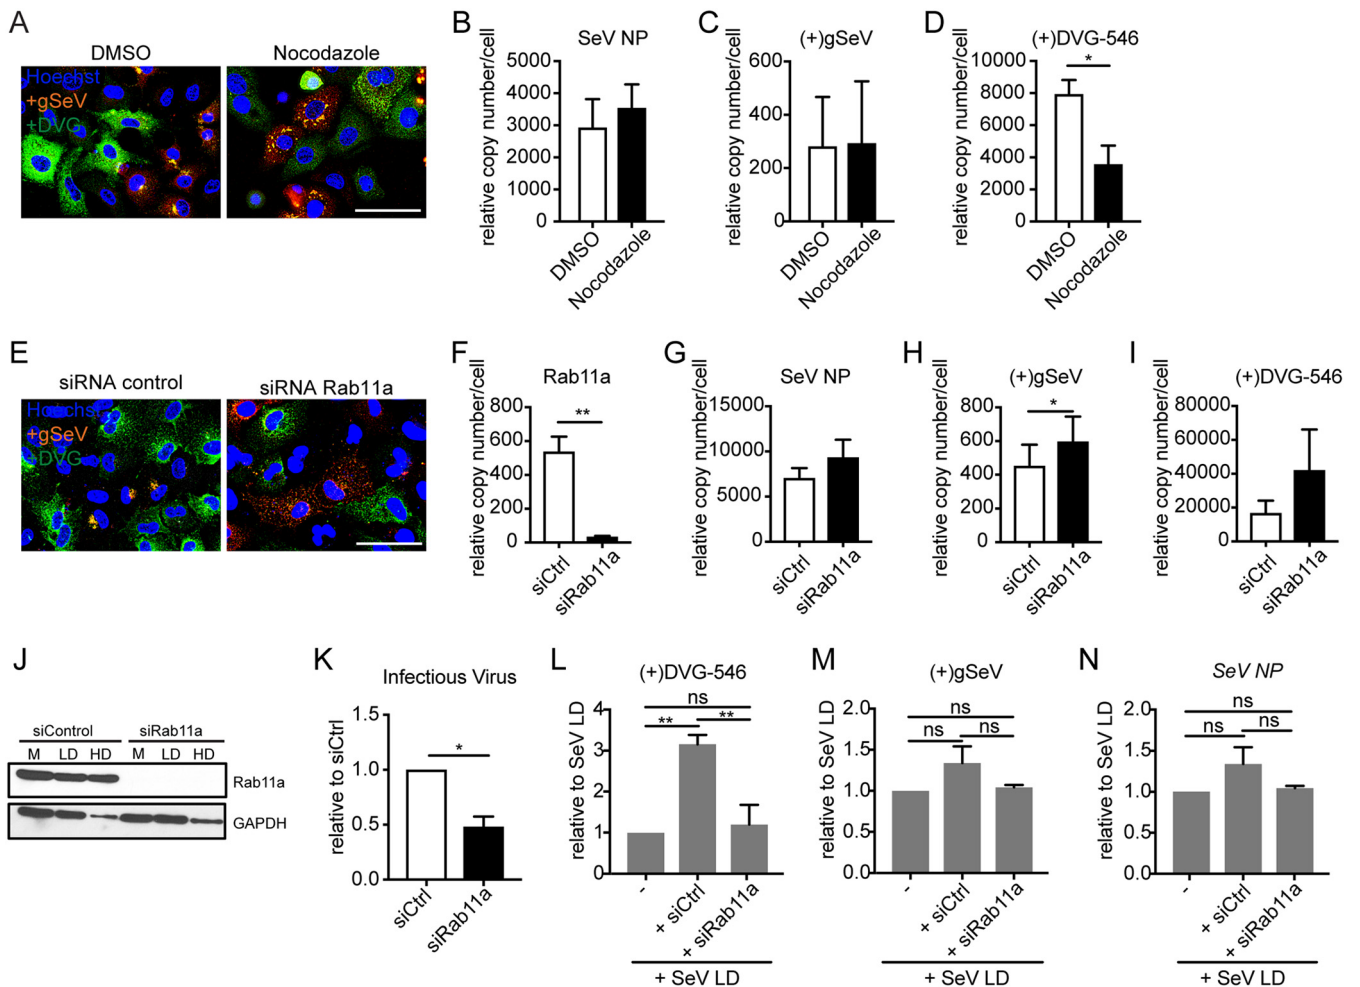 A
DMSO
Nocodazole
Hoechst
+gSeV
+DVG
B
SeV NP
relative copy number/cell
5000
4000
3000
2000
1000
0
DMSO
Nocodazole
C
(+)gSeV
relative copy number/cell
600
400
200
0
DMSO
Nocodazole
D
(+)DVG-546
relative copy number/cell
10000
8000
6000
4000
2000
0
*
DMSO
Nocodazole
E
siRNA control
siRNA Rab11a
Hoechst
+gSeV
+DVG
F
Rab11a
relative copy number/cell
800
600
400
200
0
**
siCtrl
siRab11a
G
SeV NP
relative copy number/cell
15000
10000
5000
0
siCtrl
siRab11a
H
(+)gSeV
relative copy number/cell
800
600
400
200
0
*
siCtrl
siRab11a
I
(+)DVG-546
relative copy number/cell
80000
60000
40000
20000
0
siCtrl
siRab11a
J
siControl siRab11a
M LD HD M LD HD
Rab11a
GAPDH
K
Infectious Virus
relative to siCtrl
1.5
1.0
0.5
0.0
*
siCtrl
siRab11a
L
(+)DVG-546
relative to SeV LD
4
3
2
1
0
ns
** **
-
+ siCtrl
+ siRab11a
+ SeV LD
M
(+)gSeV
relative to SeV LD
2.0
1.5
1.0
0.5
0.0
ns
ns ns
-
+ siCtrl
+ siRab11a
+ SeV LD
N
SeV NP
relative to SeV LD
2.0
1.5
1.0
0.5
0.0
ns
ns ns
-
+ siCtrl
+ siRab11a
+ SeV LD